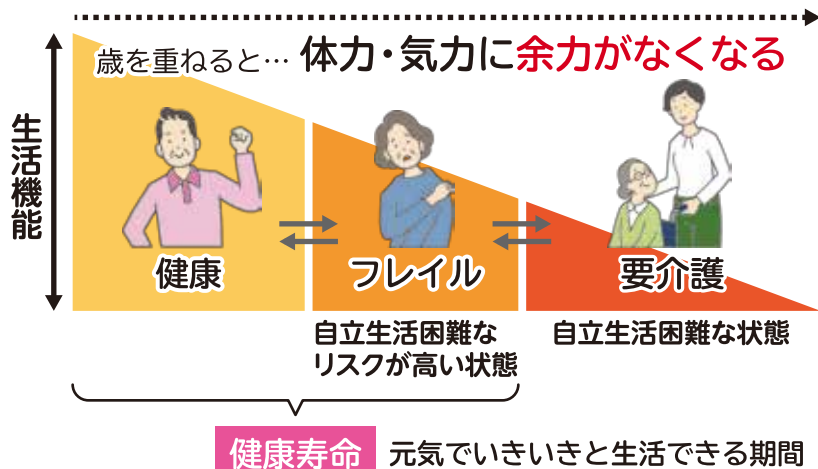 歳を重ねると… 体力・気力に余力がなくなる
生活機能
健康
フレイル
要介護
自立生活困難な
リスクが高い状態
自立生活困難な状態
健康寿命 元気でいきいきと生活できる期間